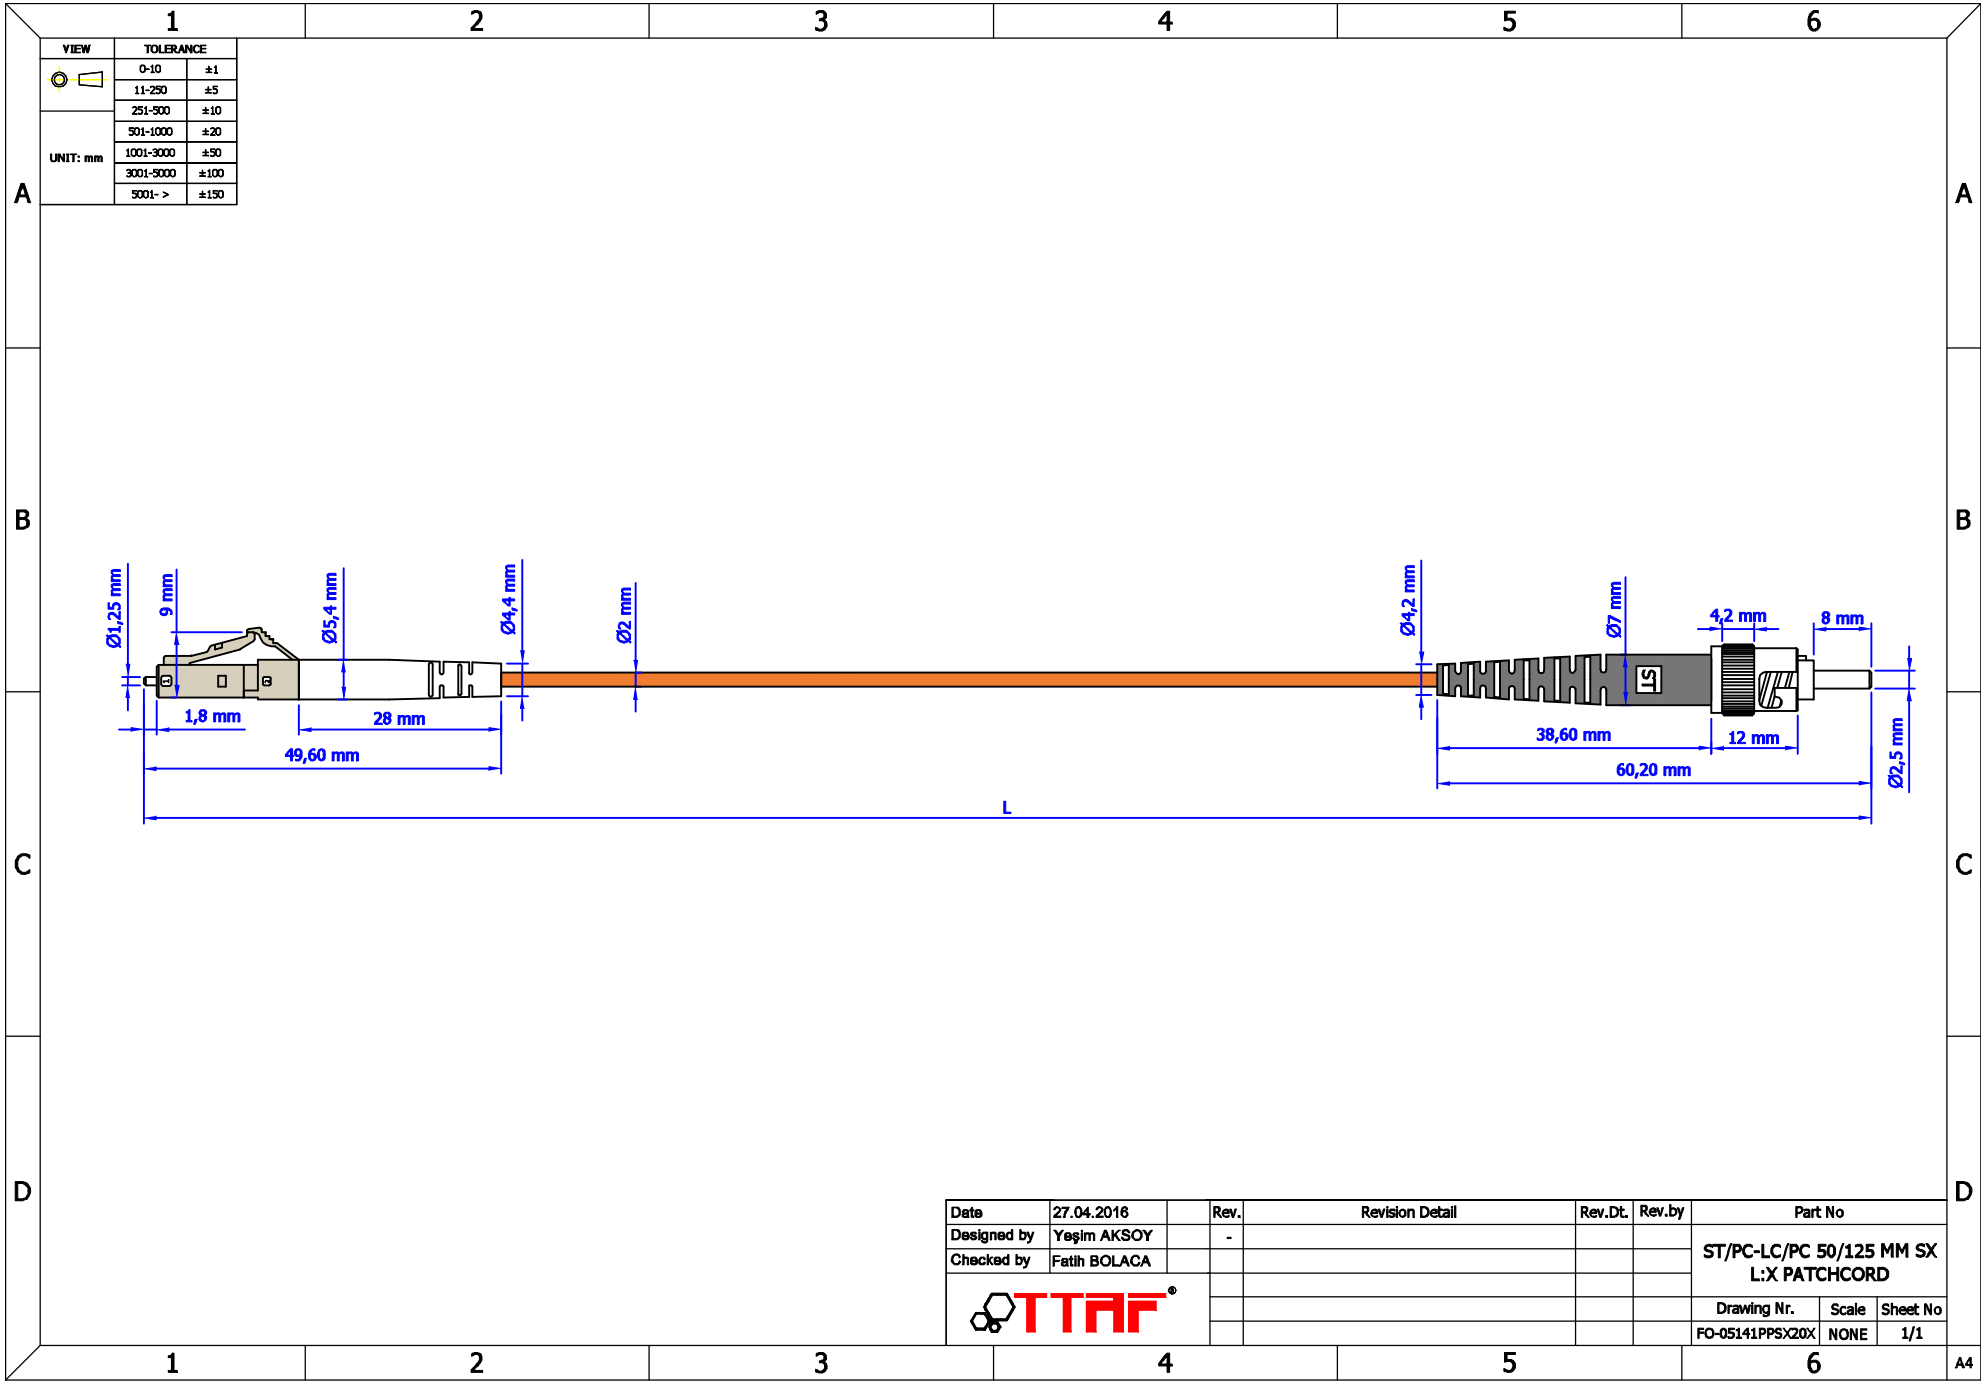 1 2 3 4 5 6
VIEW TOLERANCE
0-10 ±1
11-250 ±5
251-500 ±10
501-1000 ±20
UNIT: mm
1001-3000 ±50
3001-5000 ±100
5001- > ±150
A A
B B
Ø1,25 mm
9 mm
Ø5,4 mm
Ø4,4 mm
Ø2 mm
Ø4,2 mm
Ø7 mm
4,2 mm
8 mm
1
2
ST
1,8 mm
28 mm
49,60 mm
38,60 mm
12 mm
60,20 mm
Ø2,5 mm
L
C C
D D
Date 27.04.2016 Rev. Revision Detail Rev.Dt. Rev.by Part No
Designed by Yeşim AKSOY -
Checked by Fatih BOLACA
ST/PC-LC/PC 50/125 MM SX
L:X PATCHCORD
TTAF®
Drawing Nr. Scale Sheet No
FO-05141PPSX20X NONE 1/1
1 2 3 4 5 6 A4